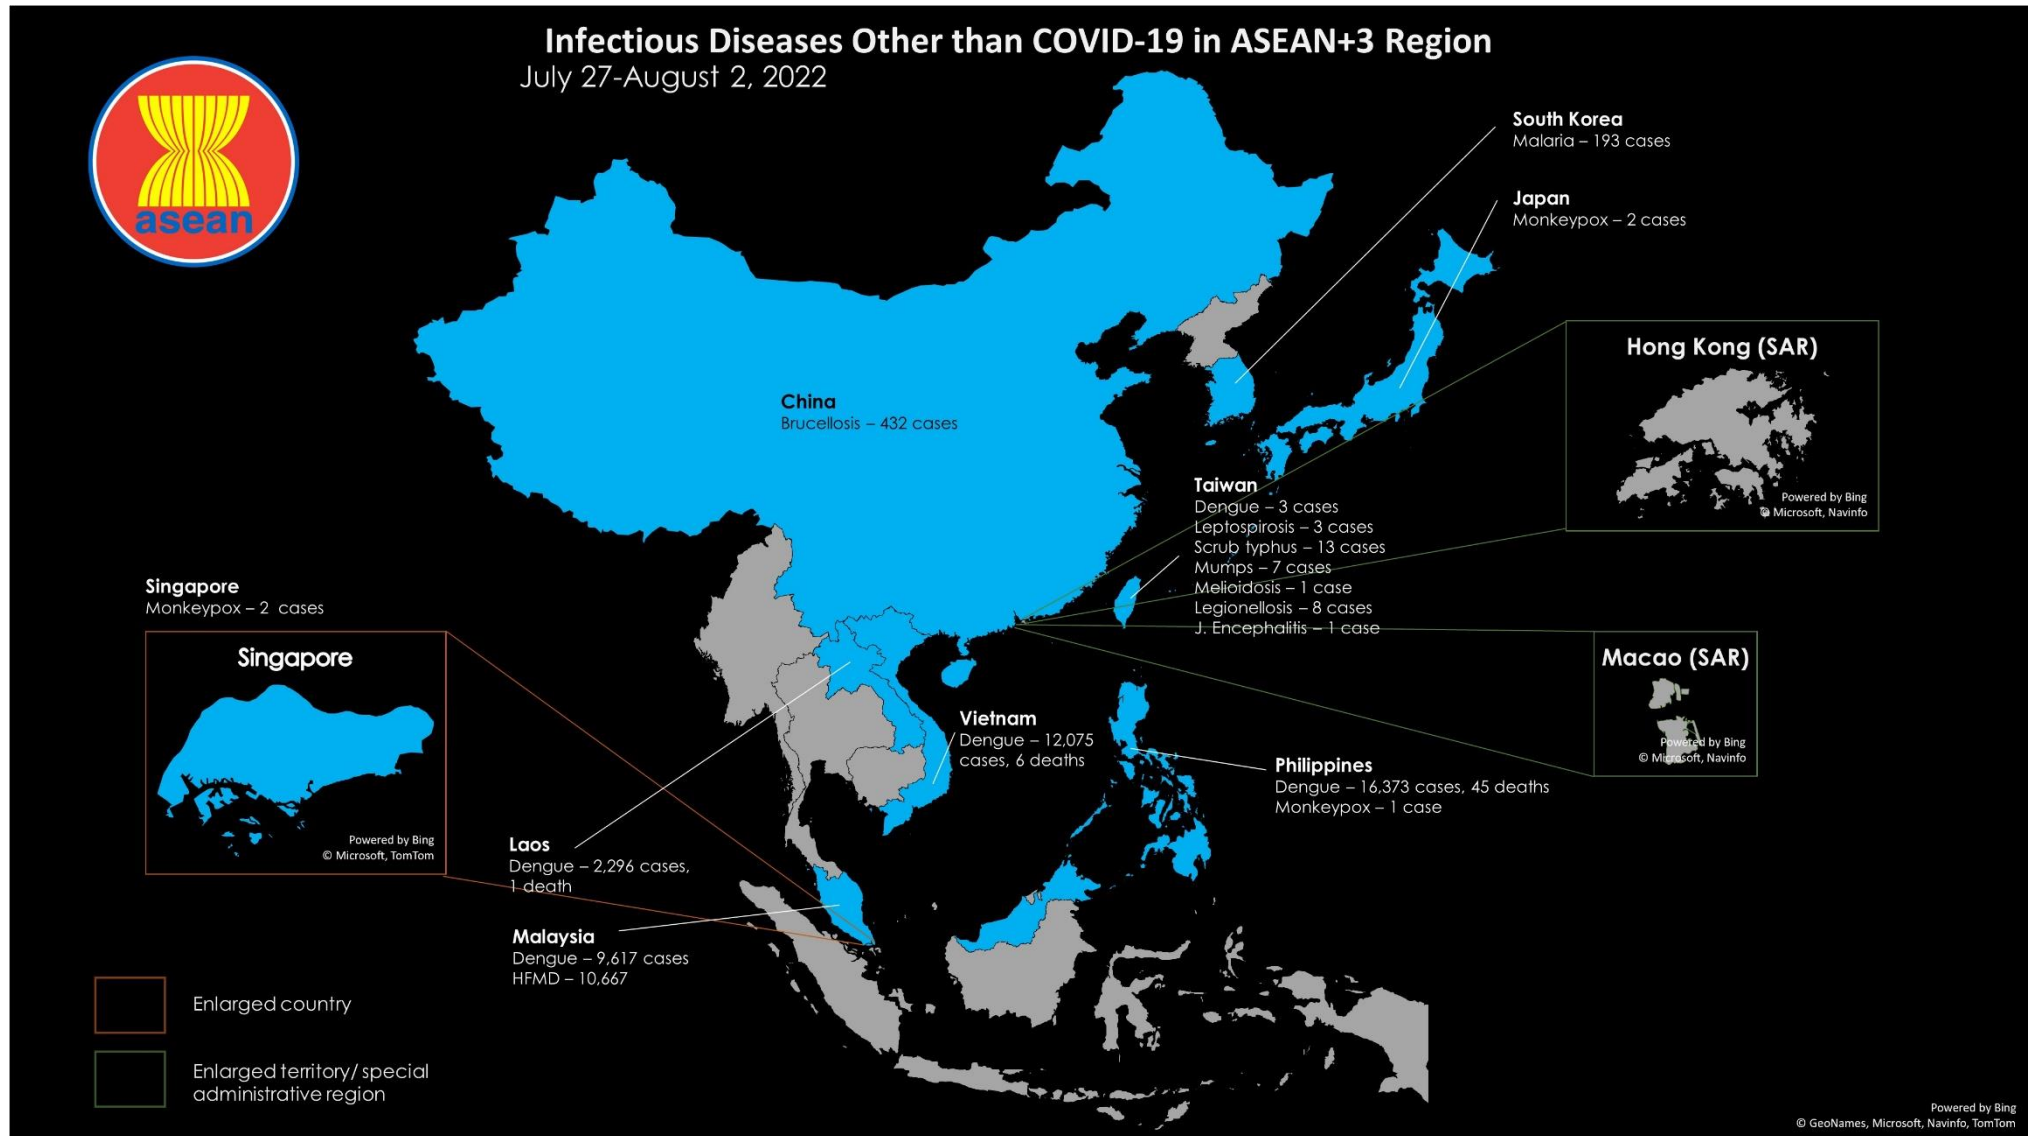 Infectious Diseases Other than COVID-19 in ASEAN+3 Region
July 27-August 2, 2022
asean
South Korea
Malaria – 193 cases
Japan
Monkeypox – 2 cases
Hong Kong (SAR)
Powered by Bing
© Microsoft, Navinfo
China
Brucellosis – 432 cases
Taiwan
Dengue – 3 cases
Leptospirosis – 3 cases
Scrub typhus – 13 cases
Mumps – 7 cases
Melioidosis – 1 case
Legionellosis – 8 cases
J. Encephalitis – 1 case
Singapore
Monkeypox – 2 cases
Singapore
Powered by Bing
© Microsoft, TomTom
Macao (SAR)
Powered by Bing
© Microsoft, Navinfo
Vietnam
Dengue – 12,075
cases, 6 deaths
Philippines
Dengue – 16,373 cases, 45 deaths
Monkeypox – 1 case
Laos
Dengue – 2,296 cases,
1 death
Malaysia
Dengue – 9,617 cases
HFMD – 10,667
Enlarged country
Enlarged territory/ special
administrative region
Powered by Bing
© GeoNames, Microsoft, Navinfo, TomTom